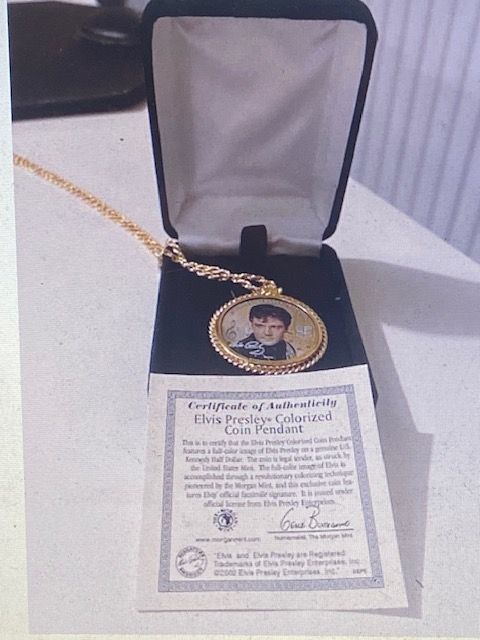 Certificate of Authenticity
Elvis Presley® Colorized
Coin Pendant
This is to certify that the Elvis Presley Colorized Coin Pendant
features a full-color image of Elvis Presley on a genuine U.S.
Kennedy Half Dollar. The coin is legal tender, as struck by
the United States Mint. The full-color image of Elvis is
accomplished through a revolutionary colorizing technique
pioneered by the Morgan Mint, and this exclusive coin fea-
tures Elvis' official facsimile signature. It is issued under
official license from Elvis Presley Enterprises.
www.morganmint.com
Numismatist, The Morgan Mint
"Elvis and Elvis Presley are Registered
Trademarks of Elvis Presley Enterprises, Inc.
©2002 Elvis Presley Enterprises, Inc."